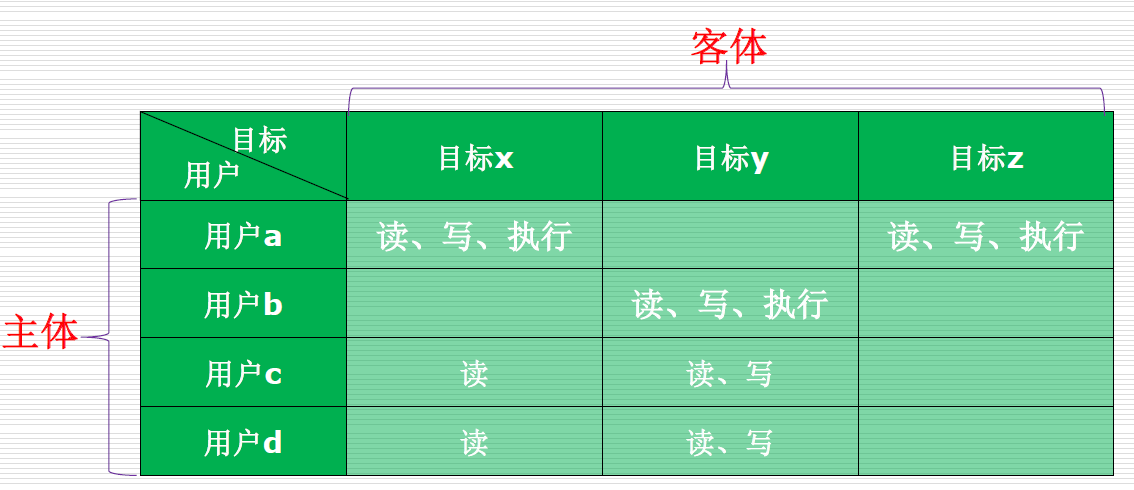 客体
目标
用户
目标x 目标y 目标z
用户a 读、写、执行 读、写、执行
用户b 读、写、执行
主体
用户c 读 读、写
用户d 读 读、写